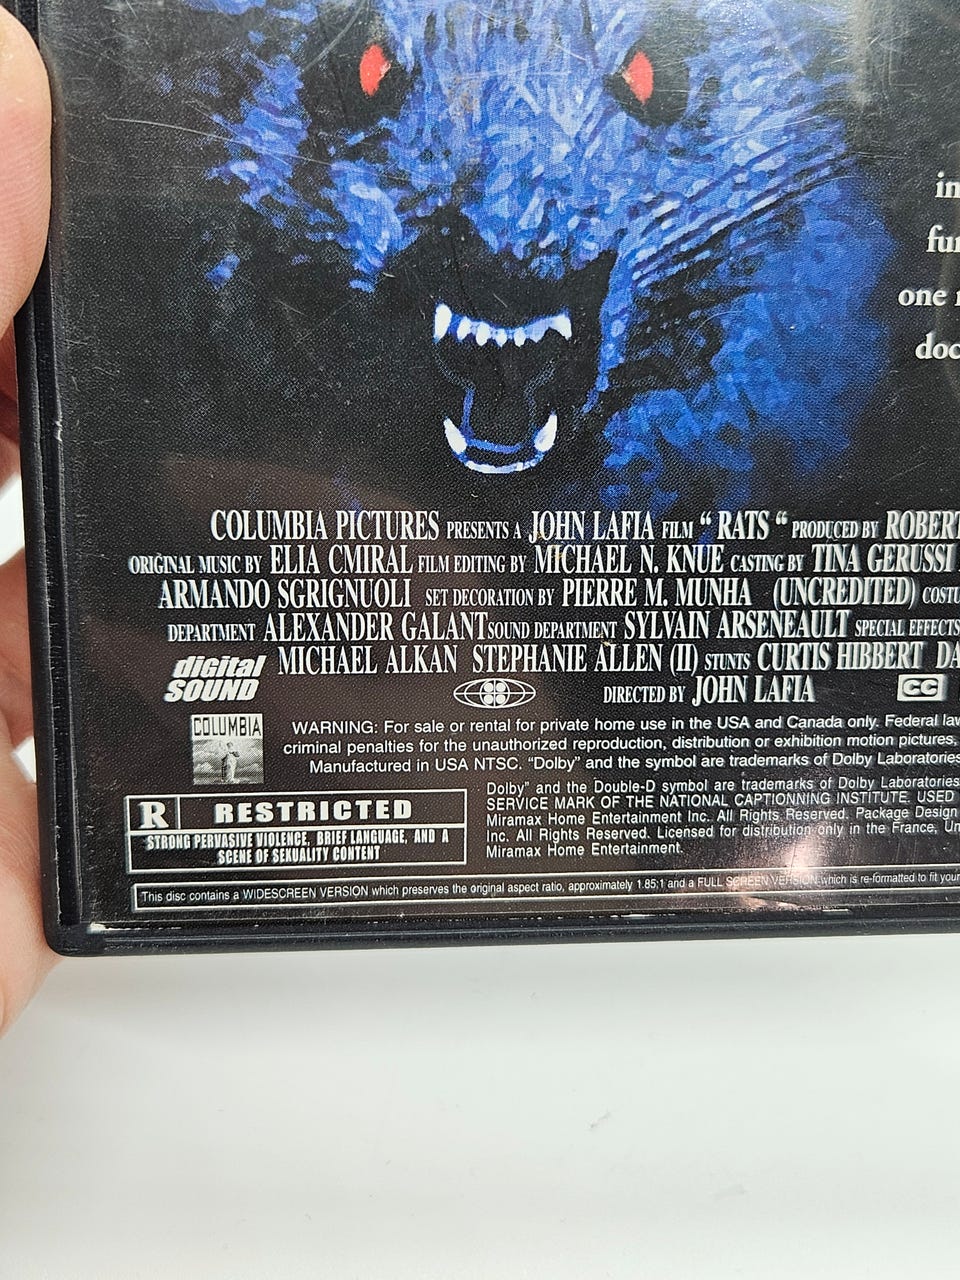 in
fur
one
doc
COLUMBIA PICTURES PRESENTS A JOHN LAFIA FILM “ RATS “ PRODUCED BY ROBERT
ORIGINAL MUSIC BY ELIA CMIRAL FILM EDITING BY MICHAEL N. KNUE CASTING BY TINA GERUSSI
ARMANDO SGRIGNUOLI SET DECORATION BY PIERRE M. MUNHA (UNCREDITED) COSTU
DEPARTMENT ALEXANDER GALANT SOUND DEPARTMENT SYLVAIN ARSENEAULT SPECIAL EFFECTS
MICHAEL ALKAN STEPHANIE ALLEN (II) STUNTS CURTIS HIBBERT DA
digital
SOUND
DIRECTED BY JOHN LAFIA
CC
COLUMBIA
WARNING: For sale or rental for private home use in the USA and Canada only. Federal law
criminal penalties for the unauthorized reproduction, distribution or exhibition motion pictures,
Manufactured in USA NTSC. “Dolby” and the symbol are trademarks of Dolby Laboratories
Dolby” and the Double-D symbol are trademarks of Dolby Laboratories
SERVICE MARK OF THE NATIONAL CAPTIONNING INSTITUTE. USED
Miramax Home Entertainment Inc. All Rights Reserved. Package Design
Inc. All Rights Reserved. Licensed for distribution only in the France, Un
Miramax Home Entertainment.
R RESTRICTED
STRONG PERVASIVE VIOLENCE, BRIEF LANGUAGE, AND A
SCENE OF SEXUALITY CONTENT
This disc contains a WIDESCREEN VERSION which preserves the original aspect ratio, approximately 1.85:1 and a FULL SCREEN VERSION which is re-formatted to fit your